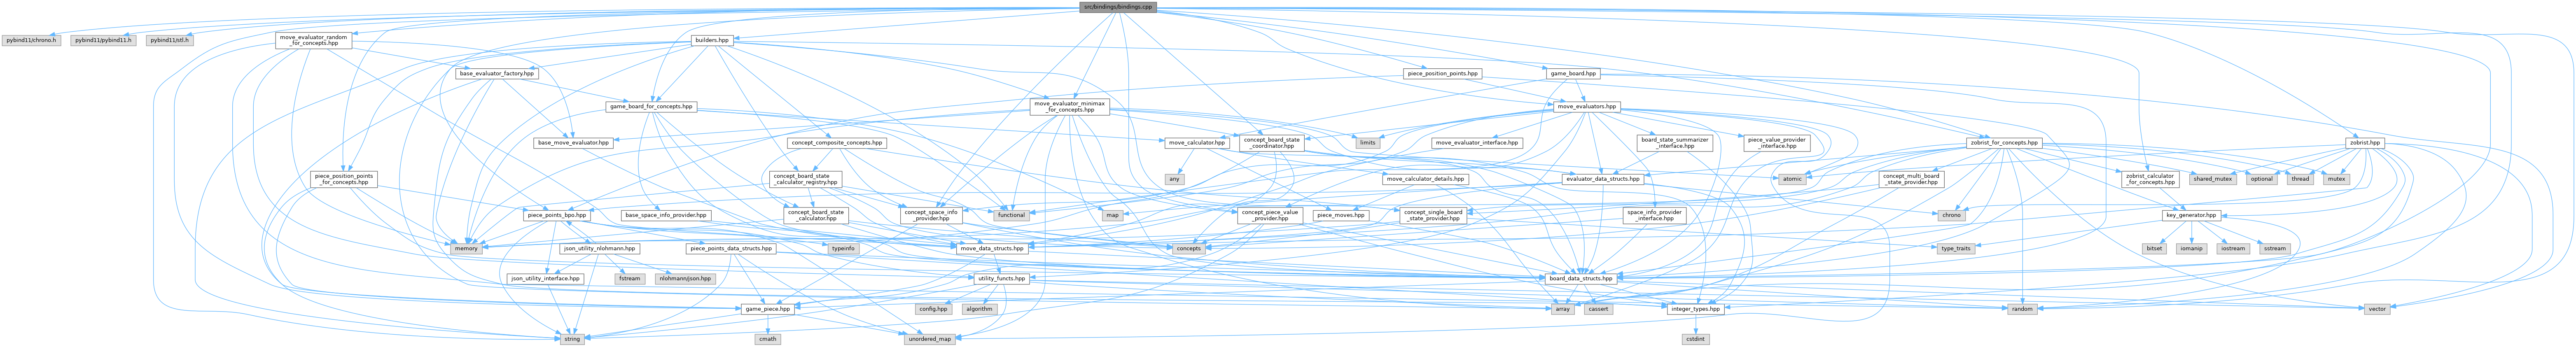 src/bindings/bindings.cpp
pybind11/chrono.h
pybind11/pybind11.h
pybind11/stl.h
move_evaluator_random
_for_concepts.hpp
builders.hpp
base_evaluator_factory.hpp
piece_position_points.hpp
game_board.hpp
game_board_for_concepts.hpp
move_evaluator_minimax
_for_concepts.hpp
move_evaluators.hpp
base_move_evaluator.hpp
concept_composite_concepts.hpp
move_calculator.hpp
concept_board_state
_coordinator.hpp
limits
move_evaluator_interface.hpp
board_state_summarizer
_interface.hpp
piece_value_provider
_interface.hpp
zobrist_for_concepts.hpp
zobrist.hpp
piece_position_points
_for_concepts.hpp
concept_board_state
_calculator_registry.hpp
any
move_calculator_details.hpp
evaluator_data_structs.hpp
atomic
concept_multi_board
_state_provider.hpp
zobrist_calculator
_for_concepts.hpp
shared_mutex
optional
thread
mutex
piece_points_bpo.hpp
base_space_info_provider.hpp
concept_board_state
_calculator.hpp
concept_space_info
_provider.hpp
functional
map
concept_piece_value
_provider.hpp
piece_moves.hpp
concept_single_board
_state_provider.hpp
space_info_provider
_interface.hpp
chrono
key_generator.hpp
memory
json_utility_nlohmann.hpp
piece_points_data_structs.hpp
typeinfo
move_data_structs.hpp
concepts
type_traits
bitset
iomanip
iostream
sstream
json_utility_interface.hpp
fstream
nlohmann/json.hpp
utility_functs.hpp
board_data_structs.hpp
game_piece.hpp
config.hpp
algorithm
array
cassert
integer_types.hpp
random
vector
string
cmath
unordered_map
cstdint